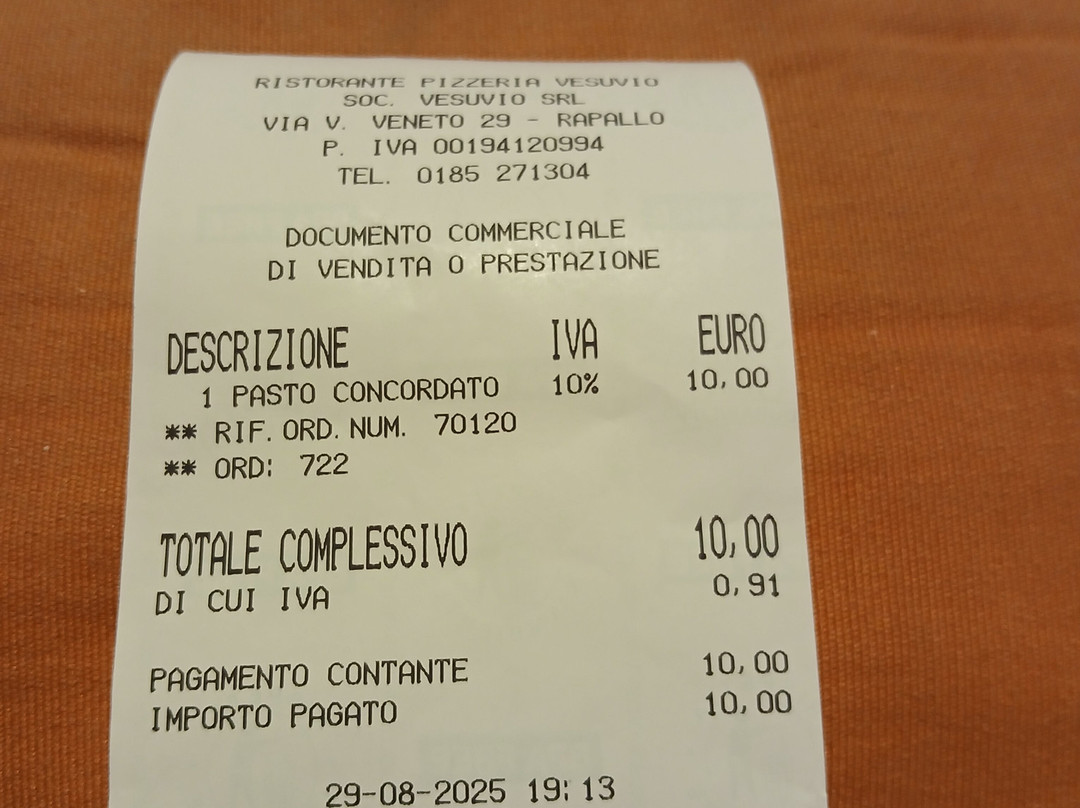 RISTORANTE PIZZERIA VESUVIO
SOC. VESUVIO SRL
VIA V. VENETO 29 - RAPALLO
P. IVA 00194120994
TEL. 0185 271304
DOCUMENTO COMMERCIALE
DI VENDITA O PRESTAZIONE
DESCRIZIONE IVA EURO
1 PASTO CONCORDATO 10% 10,00
** RIF. ORD. NUM. 70120
** ORD: 722
TOTALE COMPLESSIVO 10,00
DI CUI IVA 0,91
PAGAMENTO CONTANTE 10,00
IMPORTO PAGATO 10,00
29-08-2025 19:13